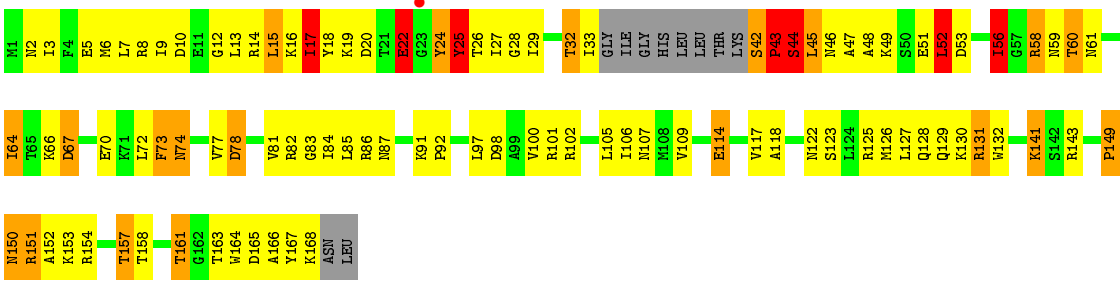 M1 N2 I3 F4 E5 M6 L7 R8 I9 D10 E11 G12 L13 R14 L15 K16 I17 Y18 K19 D20 T21 E22 G23 Y24 Y25 T26 I27 G28 I29 T32 I33 GLY ILE GLY HIS LEU LEU THR LYS S42 P43 S44 L45 N46 A47 A48 K49 S50 E51 L52 D53 I56 G57 R58 N59 T60 N61
I64 T65 K66 D67 E70 K71 L72 F73 N74 V77 D78 V81 R82 G83 I84 L85 R86 N87 K91 P92 L97 D98 A99 V100 R101 R102 L105 I106 N107 M108 V109 E114 V117 A118 N122 S123 L124 R125 M126 L127 Q128 Q129 K130 R131 W132 K141 S142 R143 P149
N150 R151 A152 K153 R154 T157 T158 T161 G162 T163 W164 D165 A166 Y167 K168 ASN LEU